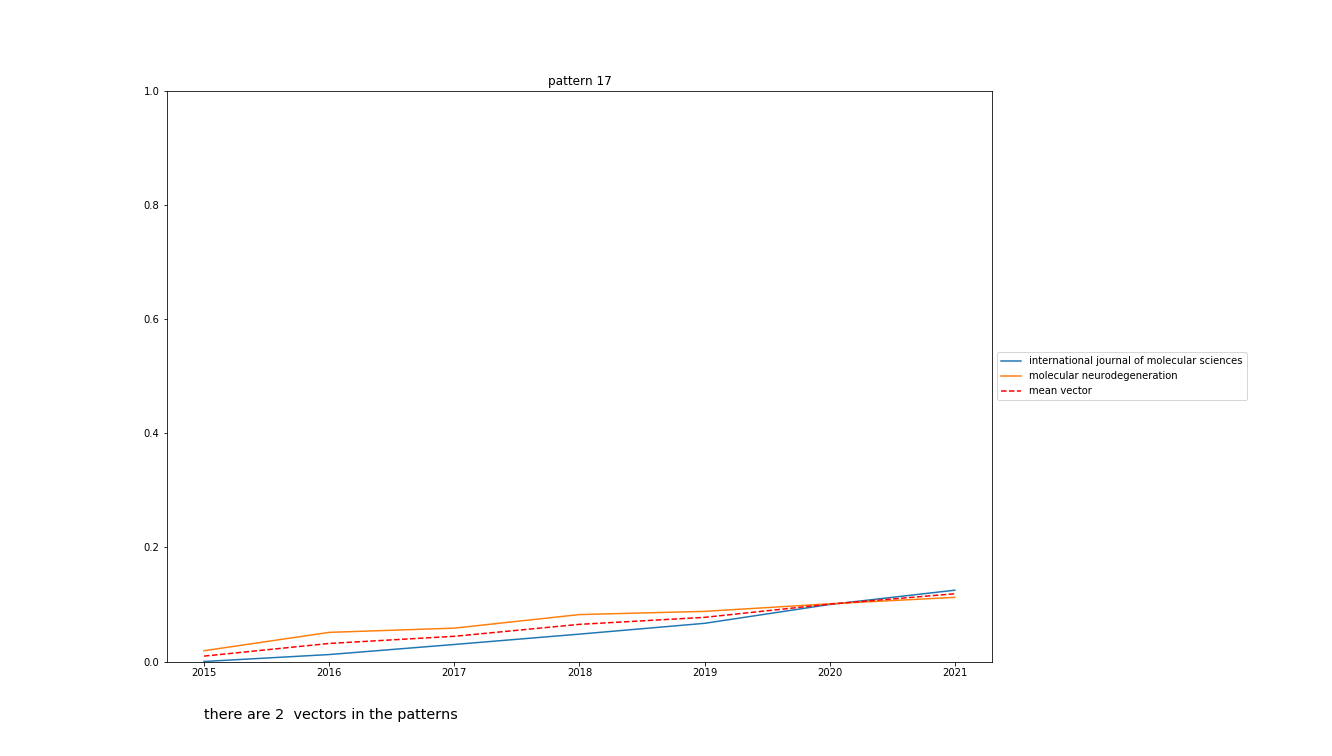 pattern 17
1.0
0.8
0.6
0.4
0.2
0.0
2015 2016 2017 2018 2019 2020 2021
international journal of molecular sciences
molecular neurodegeneration
mean vector
there are 2  vectors in the patterns